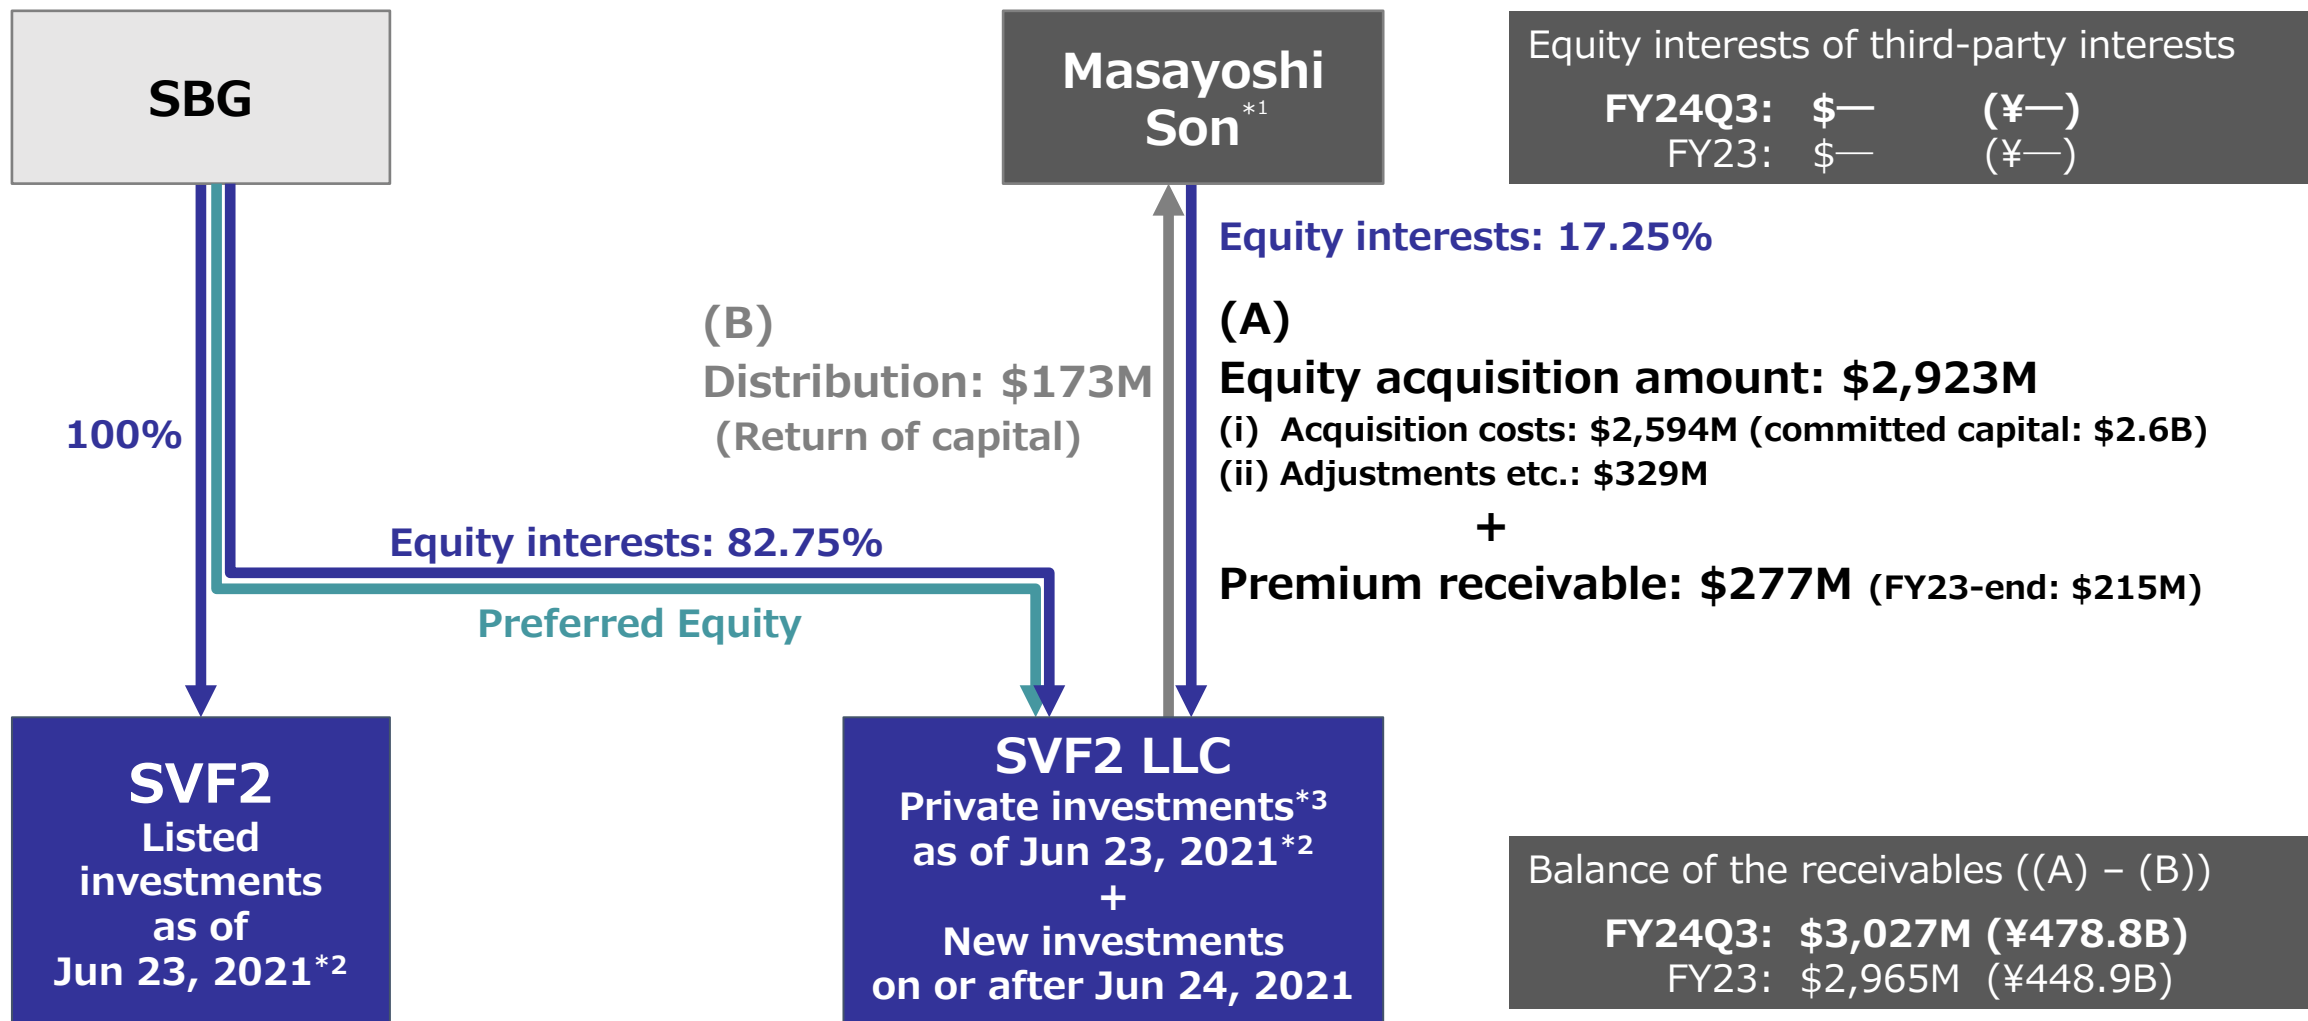 SBG
Masayoshi
Son*1
Equity interests of third-party interests
FY24Q3: $— (¥—)
FY23: $— (¥—)
Equity interests: 17.25%
(B)
Distribution: $173M
(Return of capital)
(A)
Equity acquisition amount: $2,923M
(i) Acquisition costs: $2,594M (committed capital: $2.6B)
(ii) Adjustments etc.: $329M
+
Premium receivable: $277M (FY23-end: $215M)
100%
Equity interests: 82.75%
Preferred Equity
SVF2
Listed
investments
as of
Jun 23, 2021*2
SVF2 LLC
Private investments*3
as of Jun 23, 2021*2
+
New investments
on or after Jun 24, 2021
Balance of the receivables ((A) – (B))
FY24Q3: $3,027M (¥478.8B)
FY23: $2,965M (¥448.9B)